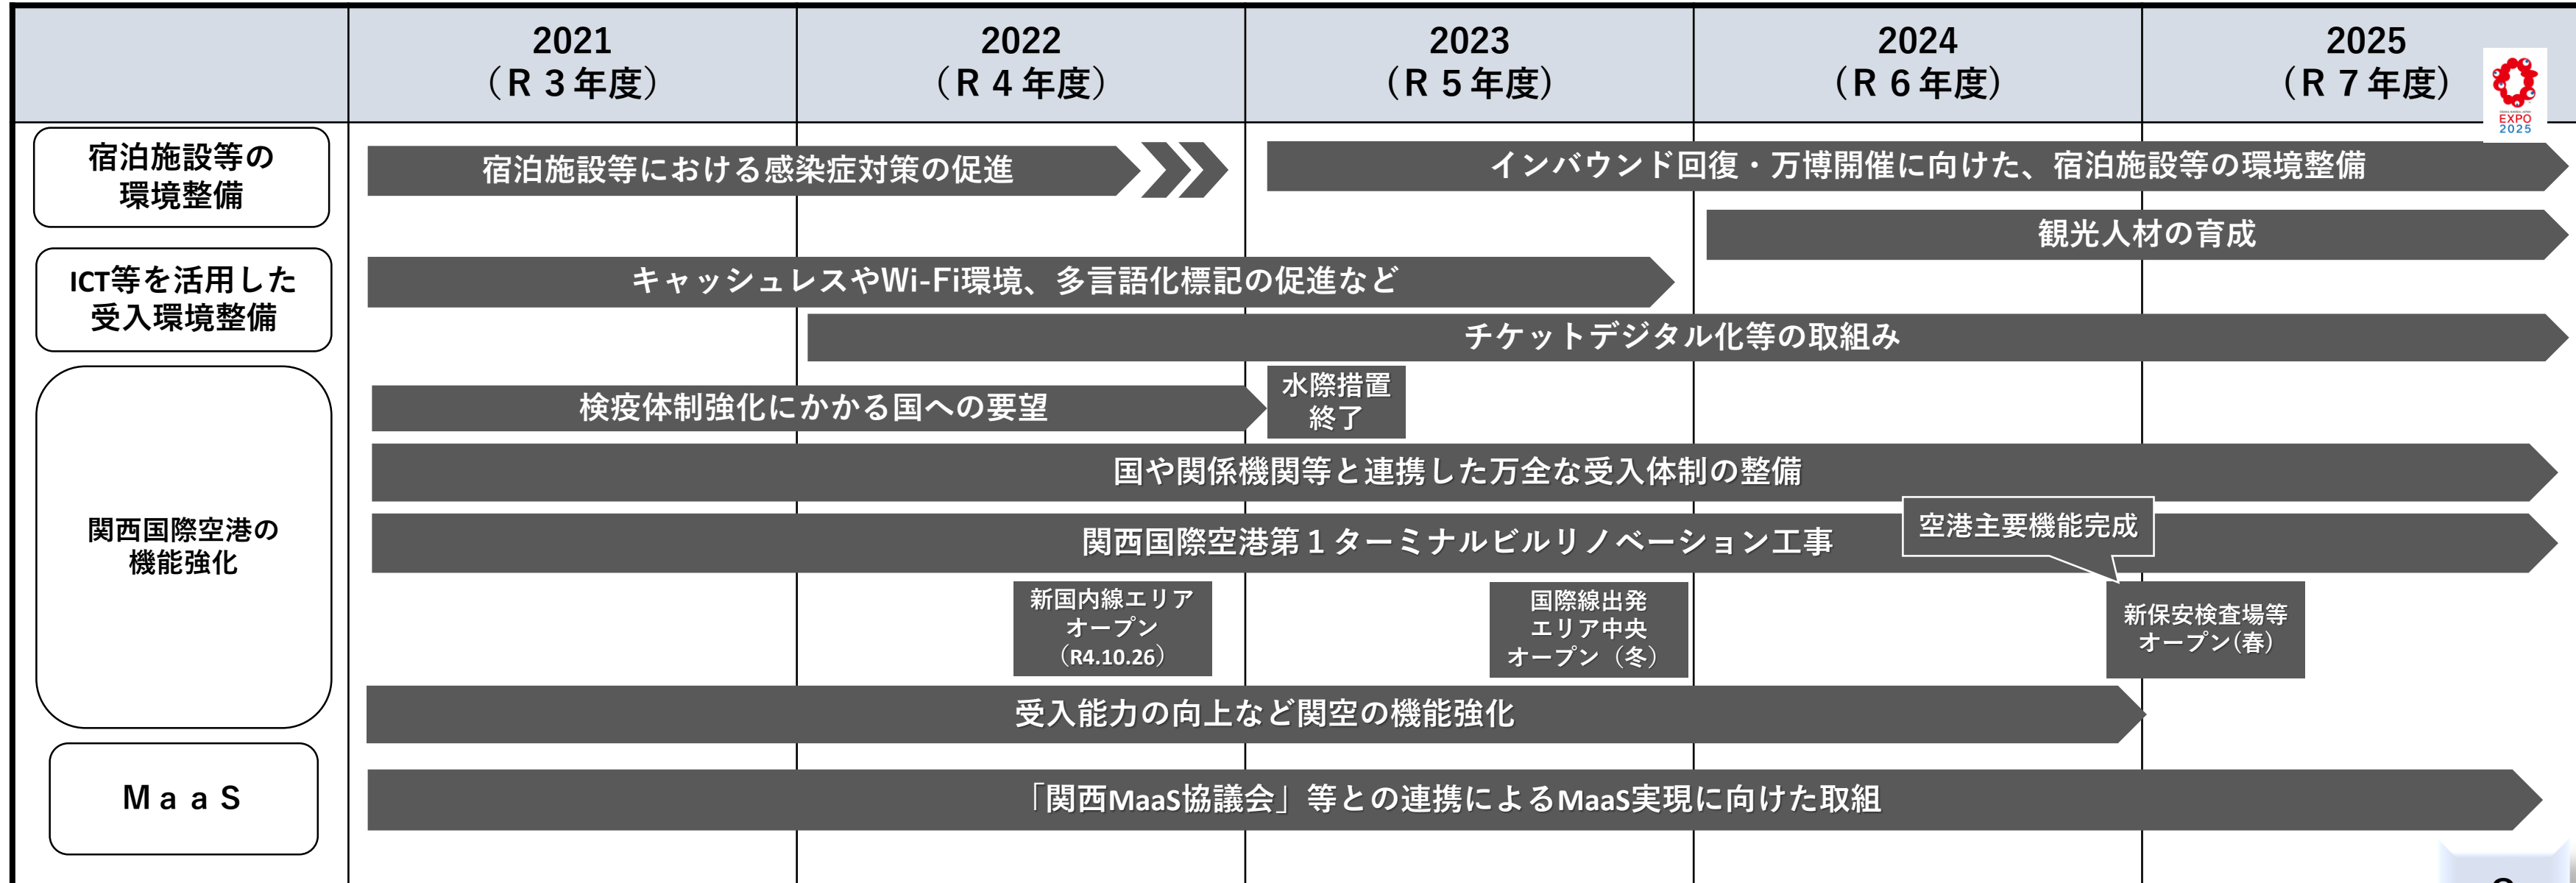 2021
（Ｒ３年度）
2022
（Ｒ４年度）
2023
（Ｒ５年度）
2024
（Ｒ６年度）
2025
（Ｒ７年度）
EXPO
2025
宿泊施設等の
環境整備
宿泊施設等における感染症対策の促進
インバウンド回復・万博開催に向けた、宿泊施設等の環境整備
観光人材の育成
ICT等を活用した
受入環境整備
キャッシュレスやWi-Fi環境、多言語化標記の促進など
チケットデジタル化等の取組み
関西国際空港の
機能強化
検疫体制強化にかかる国への要望
水際措置
終了
国や関係機関等と連携した万全な受入体制の整備
関西国際空港第１ターミナルビルリノベーション工事
空港主要機能完成
新国内線エリア
オープン
（R4.10.26）
国際線出発
エリア中央
オープン（冬）
新保安検査場等
オープン(春)
受入能力の向上など関空の機能強化
ＭａａＳ
「関西MaaS協議会」等との連携によるMaaS実現に向けた取組